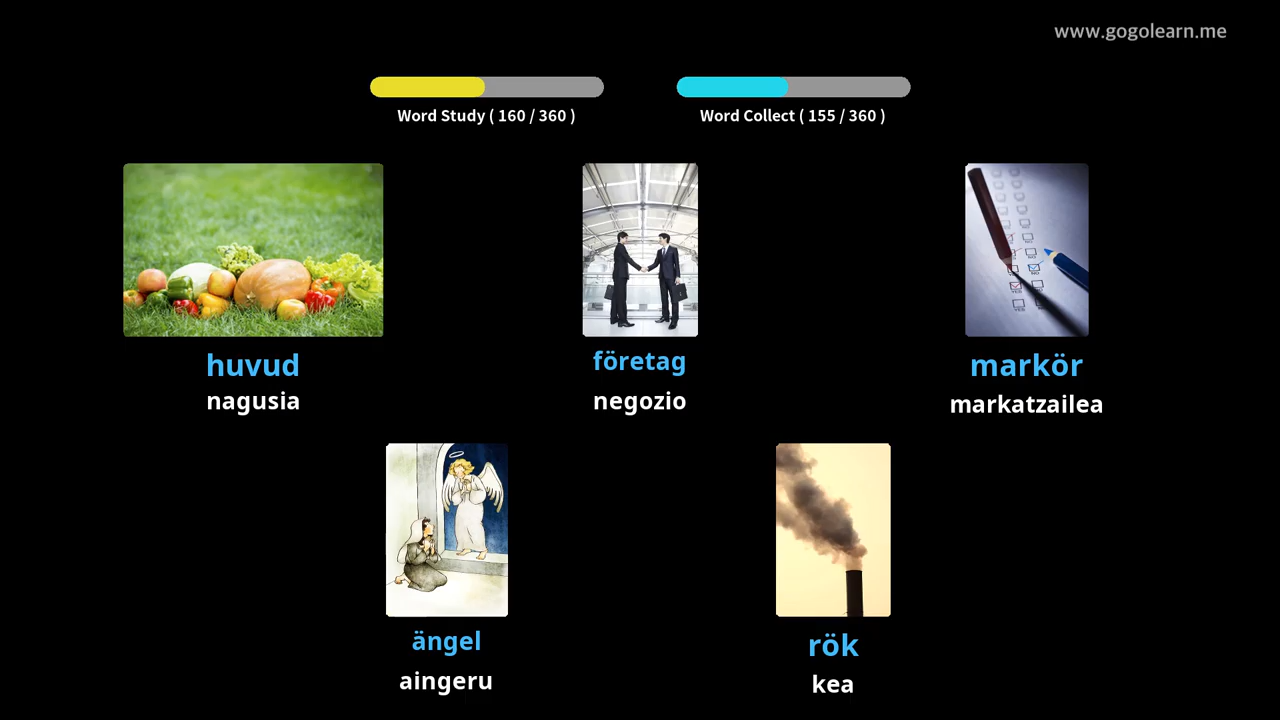 www.gogolearn.me
Word Study ( 160 / 360 )
Word Collect ( 155 / 360 )
huvud
nagusia
företag
negozio
markör
markatzailea
ängel
aingeru
rök
kea